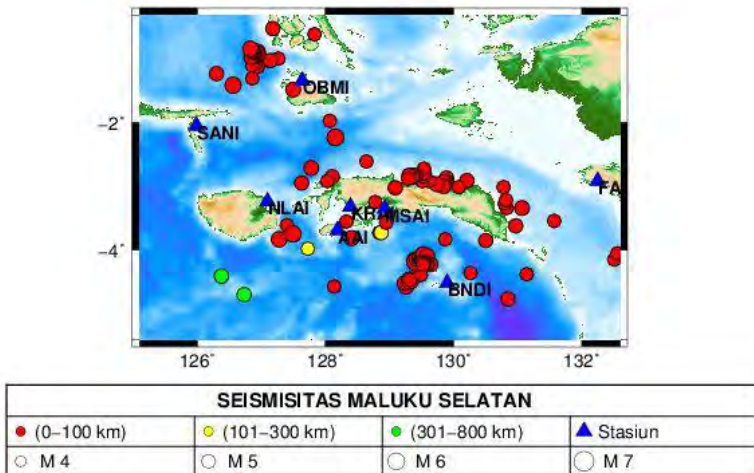 OBMI
−2°
SANI
FA
NLAI
MSAI
AAI
−4°
BNDI
126°
128°
130°
132°
SEISMISITAS MALUKU SELATAN
(0−100 km)
(101−300 km)
(301−800 km)
Stasiun
M 4
M 5
M 6
M 7